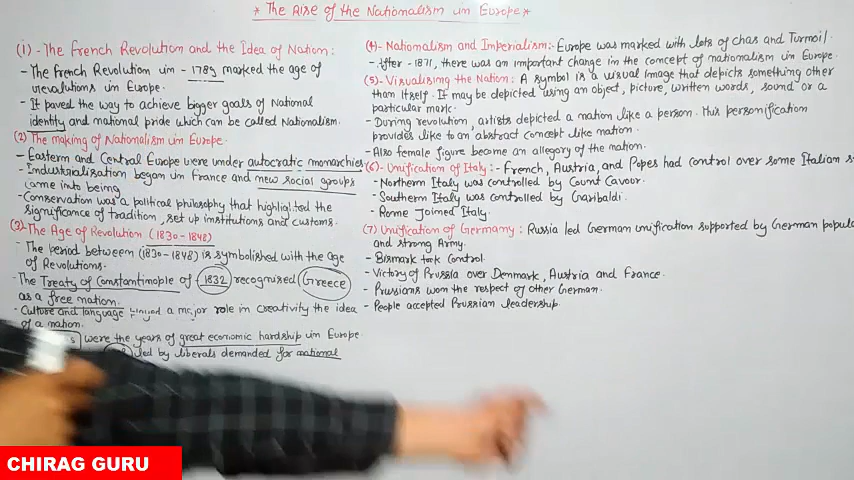 * The Rise of the Nationalism in Europe *
(1) - The French Revolution and the Idea of Nation:
- The French Revolution in - 1789 marked the age of
revolutions in Europe.
- It paved the way to achieve bigger goals of National
identity and national pride which can be called Nationalism.
(2) The making of Nationalism in Europe.
- Eastern and Central Europe were under autocratic monarchies
- Industrialisation began in France and new social groups
came into being
- Conservation was a political philosophy that highlighted the
significance of tradition, set up institutions and customs.
(3) The Age of Revolution (1830-1848)
- The period between (1830-1848) is symbolished with the age
of Revolutions.
- The Treaty of Constantinople of - 1832 recognised Greece
as a free nation.
- Culture and language played a major role in creativity the idea
of a nation.
were the years of great economic hardship in Europe
led by liberals demanded for national
(4) - Nationalism and Imperialism:- Europe was marked with lots of chas and Turmoil.
- After - 1871, there was an important change in the concept of nationalism in Europe.
(5) - Visualising the Nation: A symbol is a visual image that depicts something other
than itself. It may be depicted using an object, picture, written words, sound or a
particular mark.
- During revolution, artists depicted a nation like a person. This personification
provides like to an abstract concept like nation.
- Also female figure become an allegory of the nation.
(6) - Unification of Italy:- French, Austria, and Popes had control over some Italian s
- Northern Italy was controlled by Count Cavour.
- Southern Italy was controlled by Garibaldi.
- Rome Joined Italy.
(7) Unification of Germany: Russia led German unification supported by German popula
and strong Army.
- Bismark took control.
- Victory of Prussia over Denmark, Austria and France.
- Prussians won the respect of other German.
- People accepted Prussian leadership.
CHIRAG GURU